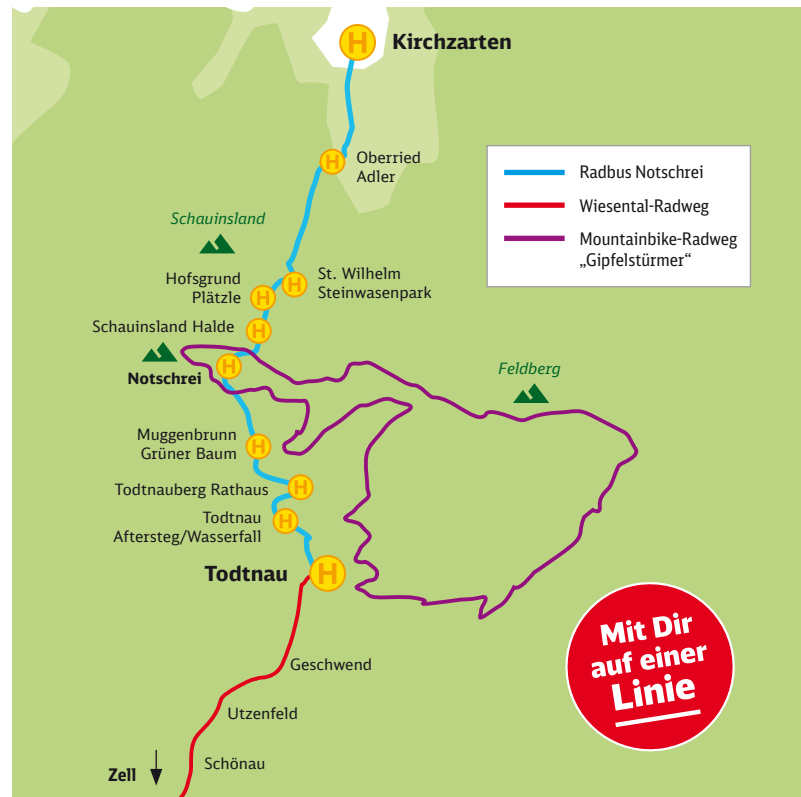 H
Kirchzarten
H
Oberried
Adler
Radbus Notschrei
Wiesental-Radweg
Mountainbike-Radweg
„Gipfelstürmer“
Schauinsland
H
St. Wilhelm
Steinwasenpark
Hofsgrund
Plätzle
H
Schauinsland Halde
H
Notschrei
H
Feldberg
Muggenbrunn
Grüner Baum
H
Todtnauberg Rathaus
H
Todtnau
Aftersteg/Wasserfall
H
Todtnau
H
Mit Dir
auf einer
Linie
Geschwend
Utzenfeld
Schönau
Zell